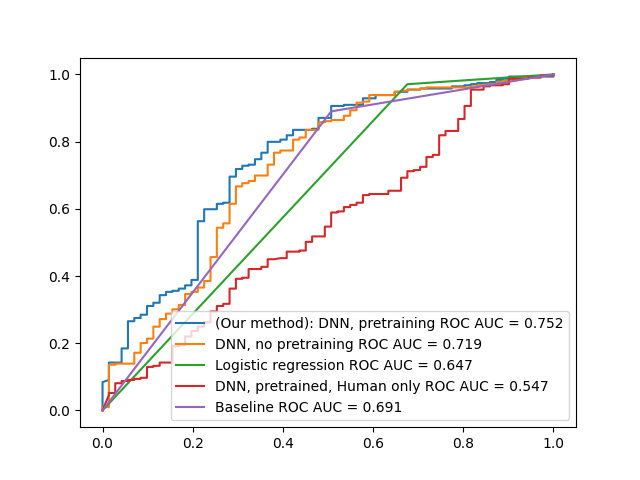 1.0
0.8
0.6
0.4
0.2
0.0
(Our method): DNN, pretraining ROC AUC = 0.752
DNN, no pretraining ROC AUC = 0.719
Logistic regression ROC AUC = 0.647
DNN, pretrained, Human only ROC AUC = 0.547
Baseline ROC AUC = 0.691
0.0 0.2 0.4 0.6 0.8 1.0